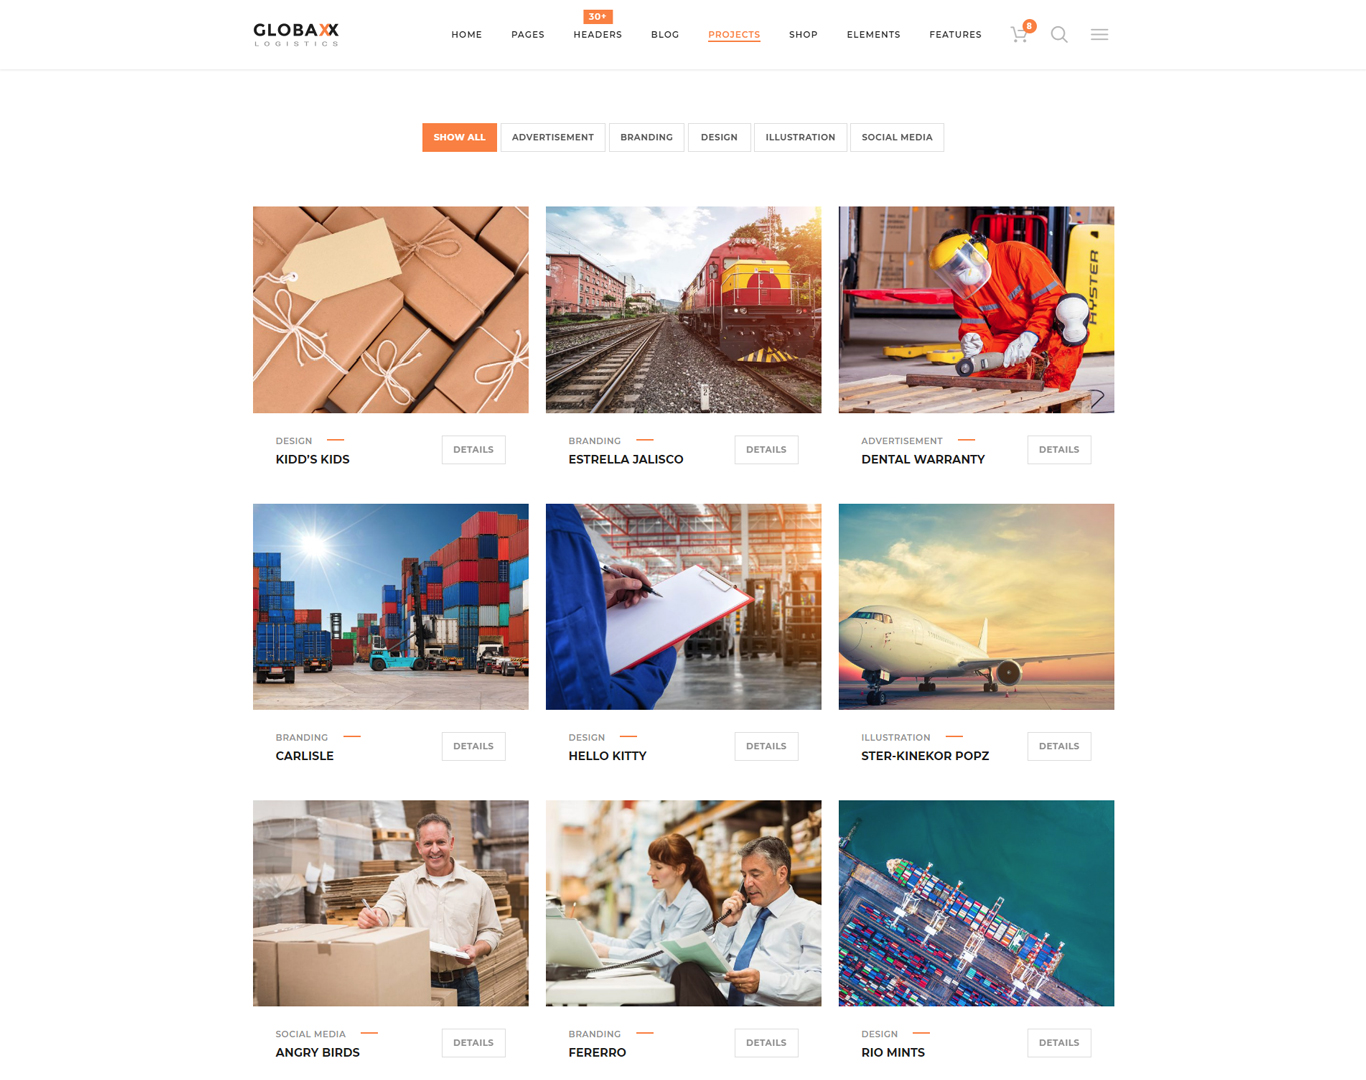 30+
GLOBAXX
LOGISTICS
HOME PAGES HEADERS BLOG PROJECTS SHOP ELEMENTS FEATURES 8
SHOW ALL ADVERTISEMENT BRANDING DESIGN ILLUSTRATION SOCIAL MEDIA
HYSTER
DESIGN
KIDD'S KIDS
DETAILS
BRANDING
ESTRELLA JALISCO
DETAILS
ADVERTISEMENT
DENTAL WARRANTY
DETAILS
BRANDING
CARLISLE
DETAILS
DESIGN
HELLO KITTY
DETAILS
ILLUSTRATION
STER-KINEKOR POPZ
DETAILS
SOCIAL MEDIA
ANGRY BIRDS
DETAILS
BRANDING
FERERRO
DETAILS
DESIGN
RIO MINTS
DETAILS